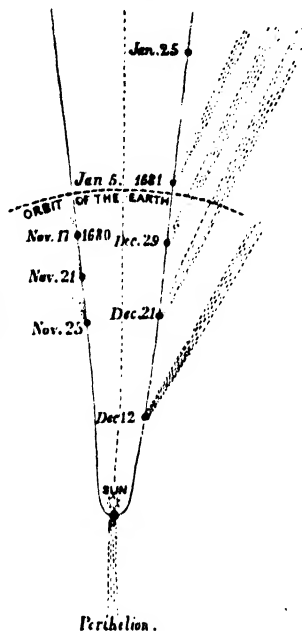 Jan. 25
Jan 5. 1681
ORBIT OF THE EARTH
Nov. 17 1680
Dec. 29
Nov. 21
Dec. 21
Nov. 25
Dec 12
SUN
P
Perihelion.